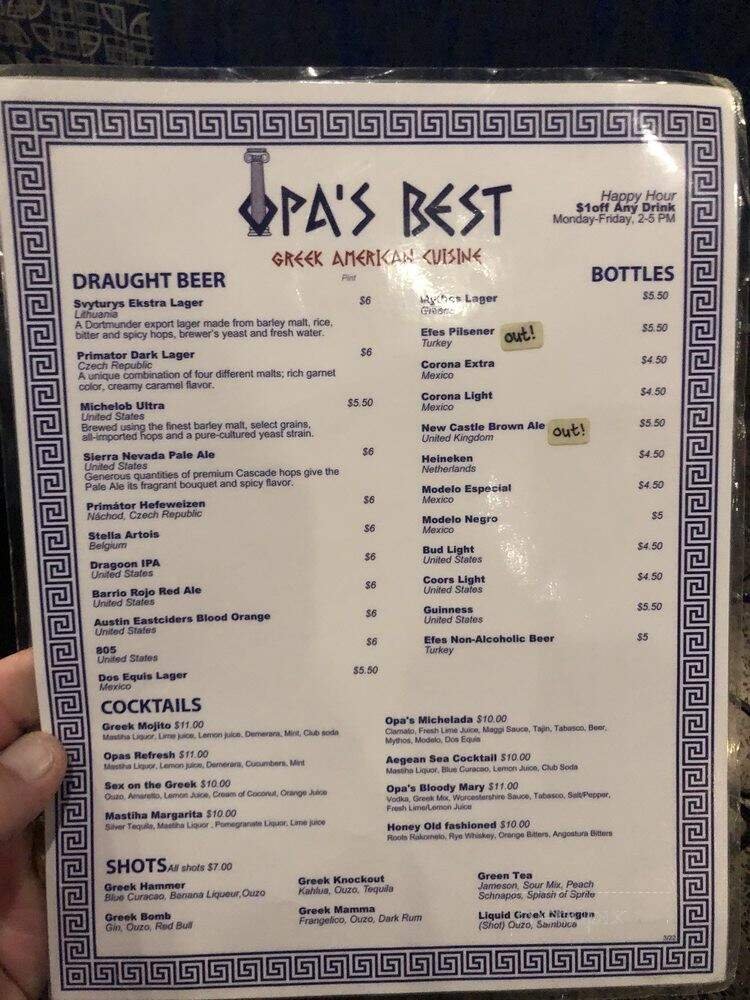 OPA'S BEST
GREEK AMERICAN CUISINE
Happy Hour
$1off Any Drink
Monday-Friday, 2-5 PM
DRAUGHT BEER
Pint
Svyturys Ekstra Lager $6
Lithuania
A Dortmunder export lager made from barley malt, rice,
bitter and spicy hops, brewer's yeast and fresh water.
Primator Dark Lager $6
Czech Republic
A unique combination of four different malts; rich garnet
color, creamy caramel flavor.
Michelob Ultra $5.50
United States
Brewed using the finest barley malt, select grains,
all-imported hops and a pure-cultured yeast strain.
Sierra Nevada Pale Ale $6
United States
Generous quantities of premium Cascade hops give the
Pale Ale its fragrant bouquet and spicy flavor.
Primátor Hefeweizen $6
Náchod, Czech Republic
Stella Artois $6
Belgium
Dragoon IPA $6
United States
Barrio Rojo Red Ale $6
United States
Austin Eastciders Blood Orange $6
United States
805 $6
United States
Dos Equis Lager $5.50
Mexico
BOTTLES
Mythos Lager $5.50
Greece
Efes Pilsener out! $5.50
Turkey
Corona Extra $4.50
Mexico
Corona Light $4.50
Mexico
New Castle Brown Ale out! $5.50
United Kingdom
Heineken $4.50
Netherlands
Modelo Especial $4.50
Mexico
Modelo Negro $5
Mexico
Bud Light $4.50
United States
Coors Light $4.50
United States
Guinness $5.50
United States
Efes Non-Alcoholic Beer $5
Turkey
COCKTAILS
Greek Mojito $11.00
Mastiha Liquor, Lime juice, Lemon juice, Demerara, Mint, Club soda
Opas Refresh $11.00
Mastiha Liquor, Lemon juice, Demerara, Cucumbers, Mint
Sex on the Greek $10.00
Ouzo, Amaretto, Lemon Juice, Cream of Coconut, Orange Juice
Mastiha Margarita $10.00
Silver Tequila, Mastiha Liquor , Pomegranate Liquor, Lime juice
Opa's Michelada $10.00
Clamato, Fresh Lime Juice, Maggi Sauce, Tajin, Tabasco, Beer,
Mythos, Modelo, Dos Equis
Aegean Sea Cocktail $10.00
Mastiha Liquor, Blue Curacao, Lemon Juice, Club Soda
Opa's Bloody Mary $11.00
Vodka, Greek Mix, Worcestershire Sauce, Tabasco, Salt/Pepper,
Fresh Lime/Lemon Juice
Honey Old fashioned $10.00
Roots Rakomelo, Rye Whiskey, Orange Bitters, Angostura Bitters
SHOTS All shots $7.00
Greek Hammer
Blue Curacao, Banana Liqueur,Ouzo
Greek Bomb
Gin, Ouzo, Red Bull
Greek Knockout
Kahlua, Ouzo, Tequila
Greek Mamma
Frangelico, Ouzo, Dark Rum
Green Tea
Jameson, Sour Mix, Peach
Schnapps, Splash of Sprite
Liquid Greek Nitrogen
(Shot) Ouzo, Sambuca
5/22